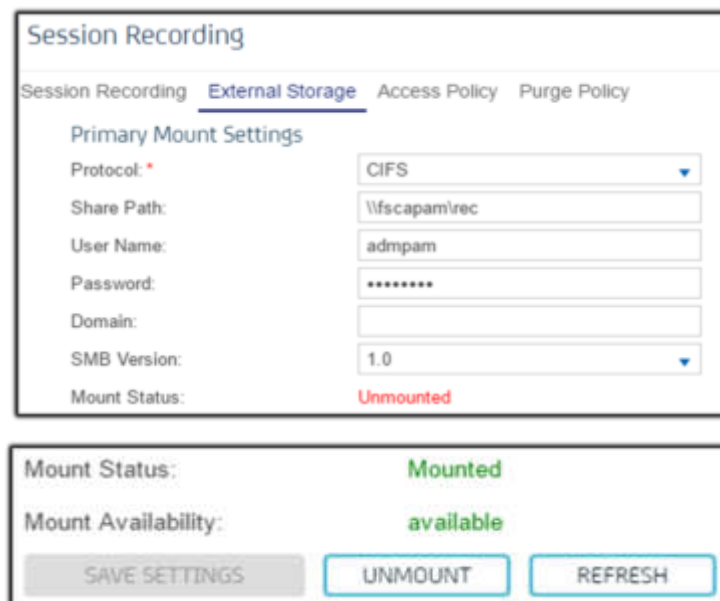 Session Recording
Session Recording External Storage Access Policy Purge Policy
Primary Mount Settings
Protocol:* CIFS
Share Path: \\fscapam\rec
User Name: admpam
Password: ••••••••
Domain:
SMB Version: 1.0
Mount Status: Unmounted
Mount Status: Mounted
Mount Availability: available
SAVE SETTINGS UNMOUNT REFRESH